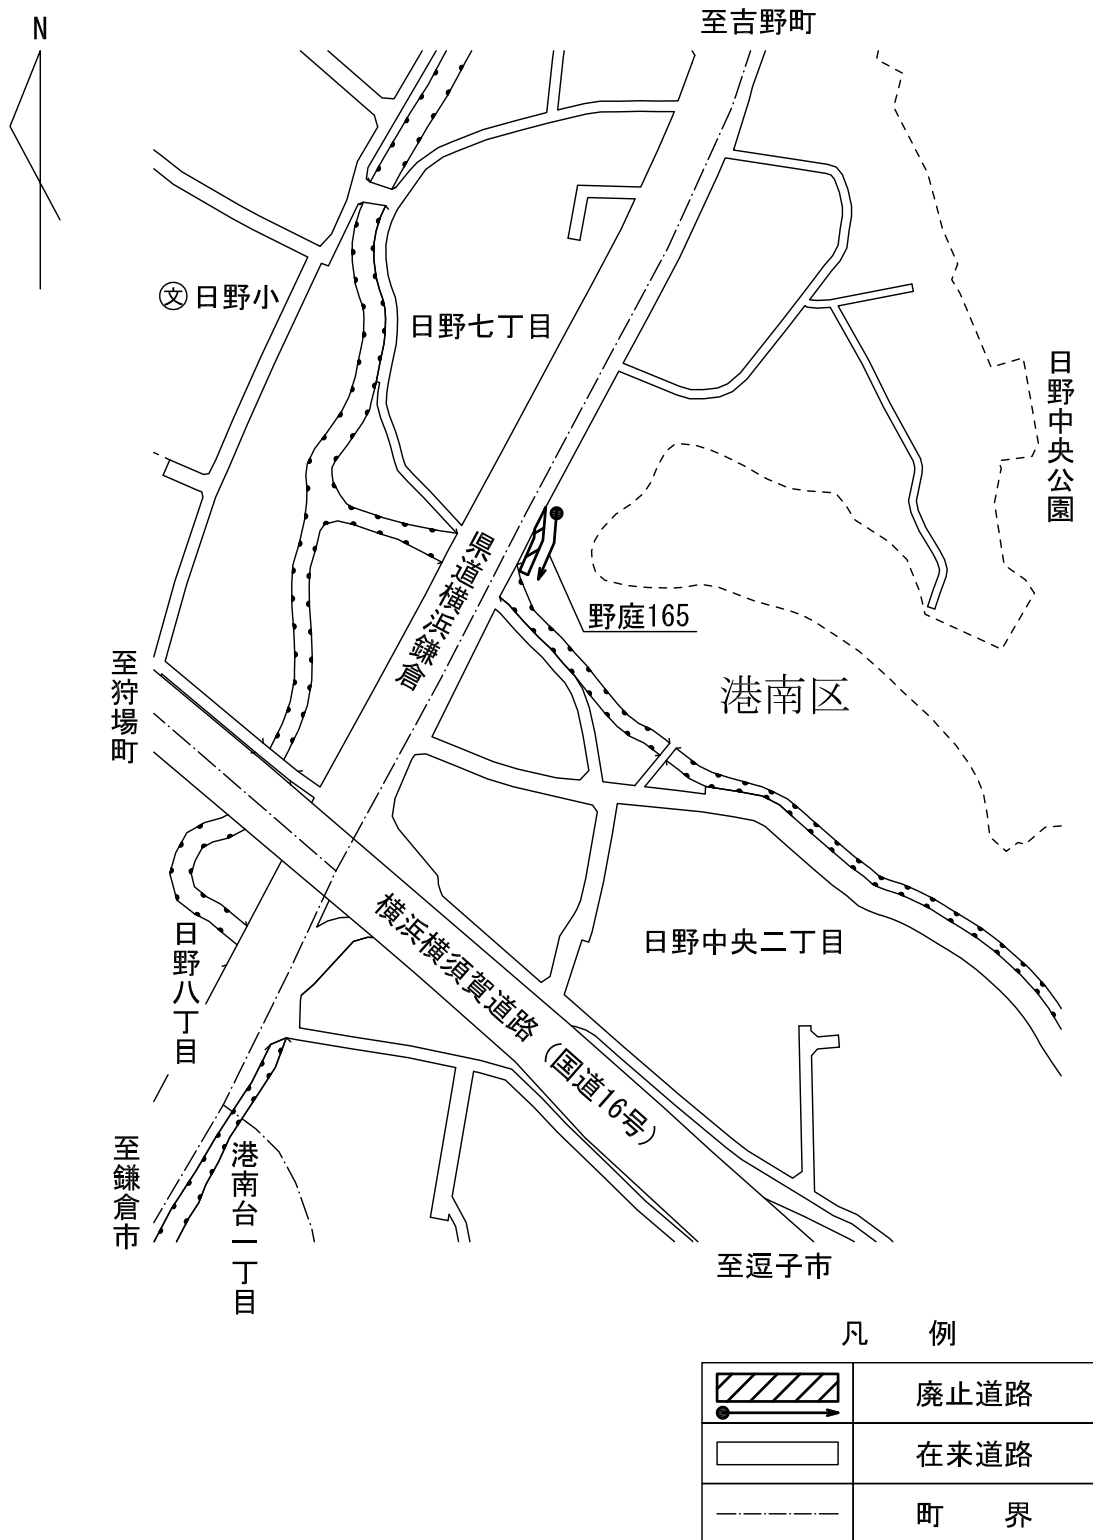 N
至吉野町
文
日野小
日野七丁目
日野中央公園
県道横浜鎌倉
野庭165
至狩場町
港南区
横浜横須賀道路（国道16号）
日野中央二丁目
日野八丁目
至鎌倉市
港南台一丁目
至逗子市
凡例
廃止道路
在来道路
町界